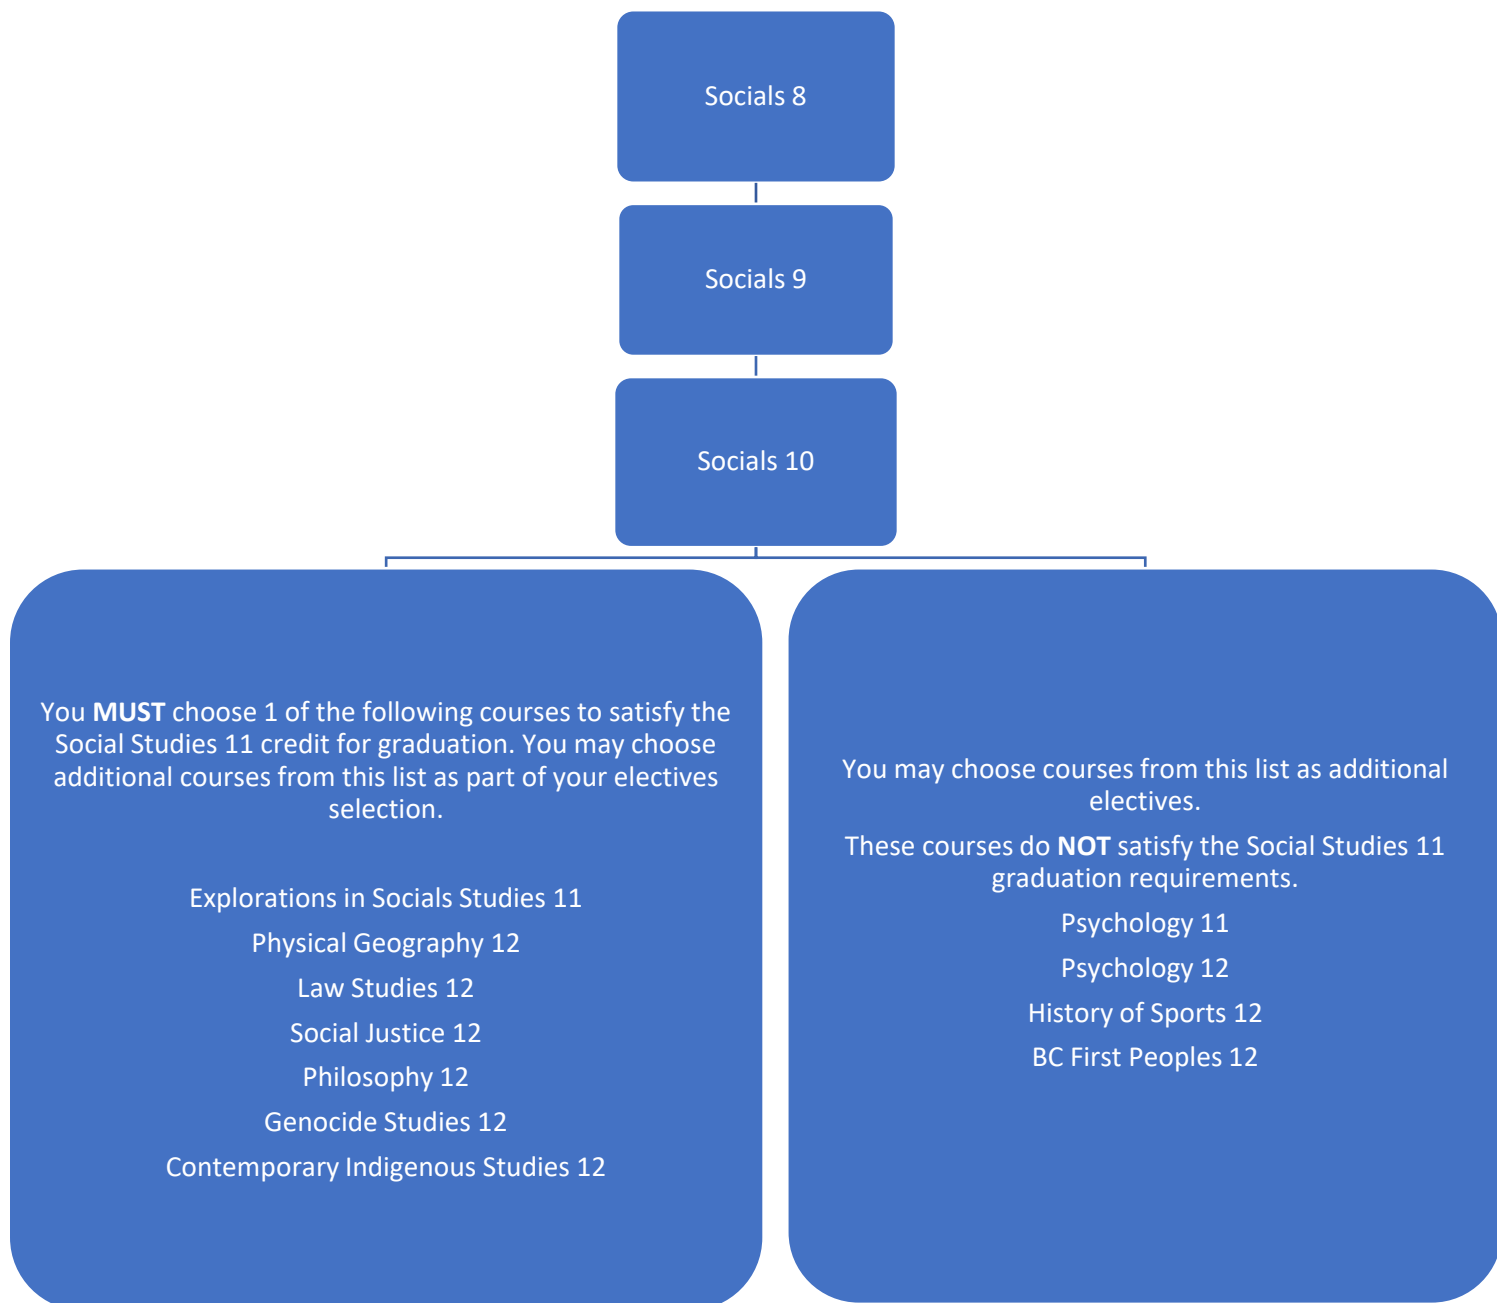 Socials 8
Socials 9
Socials 10
You MUST choose 1 of the following courses to satisfy the
Social Studies 11 credit for graduation. You may choose
additional courses from this list as part of your electives
selection.
Explorations in Socials Studies 11
Physical Geography 12
Law Studies 12
Social Justice 12
Philosophy 12
Genocide Studies 12
Contemporary Indigenous Studies 12
You may choose courses from this list as additional
electives.
These courses do NOT satisfy the Social Studies 11
graduation requirements.
Psychology 11
Psychology 12
History of Sports 12
BC First Peoples 12